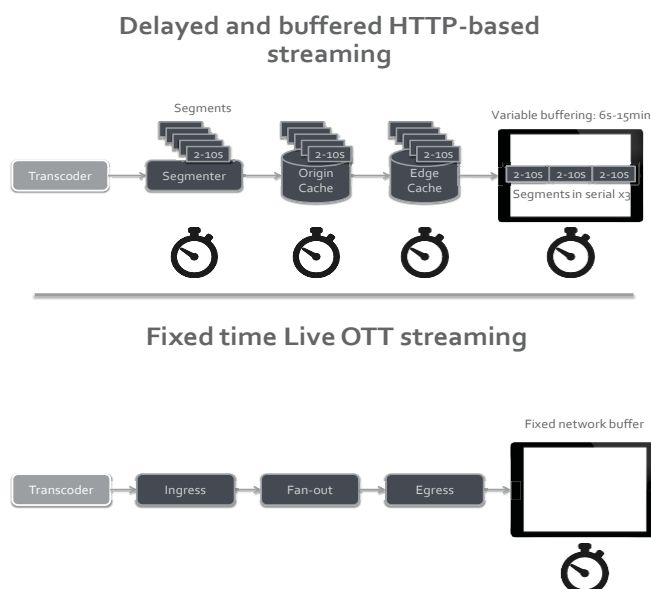 Delayed and buffered HTTP-based
streaming
Segments
Variable buffering: 6s-15min
2-10s
2-10s
2-10s
2-10s 2-10s 2-10s
Transcoder
Segmenter
Origin
Cache
Edge
Cache
Segments in serial x3
Fixed time Live OTT streaming
Fixed network buffer
Transcoder
Ingress
Fan-out
Egress